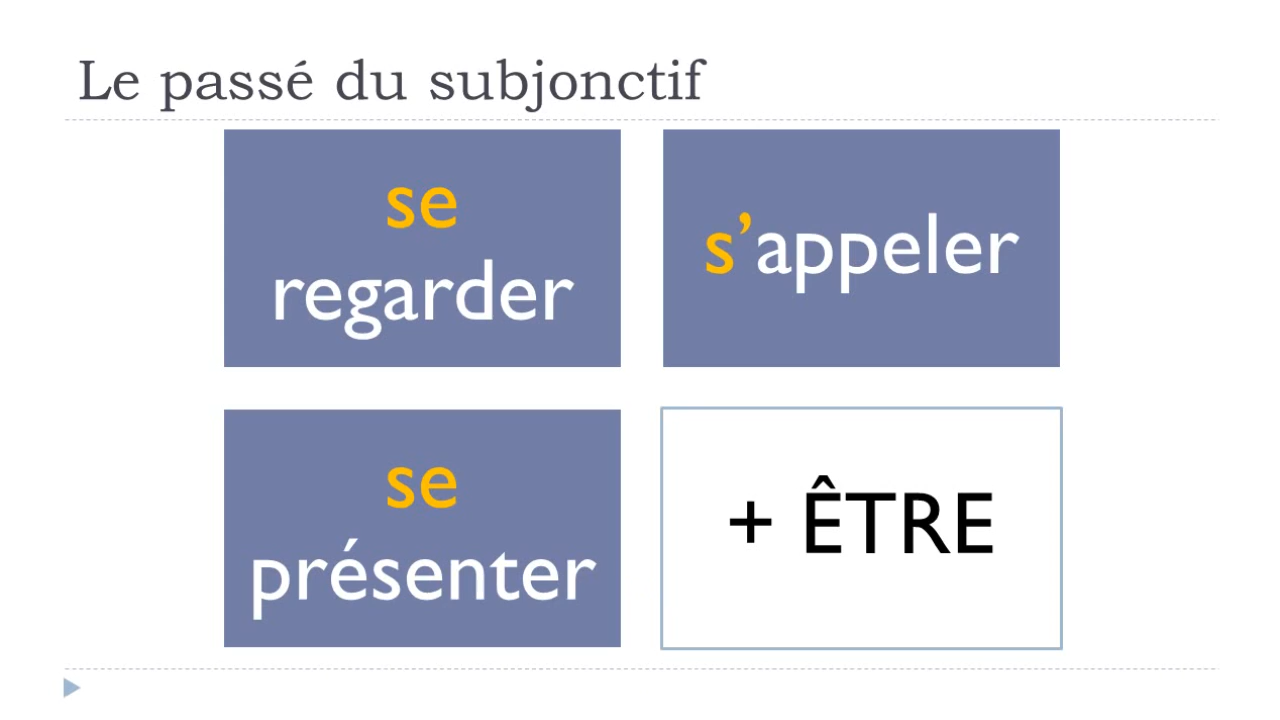 Le passé du subjonctif
se
regarder
s’appeler
se
présenter
+ ÊTRE